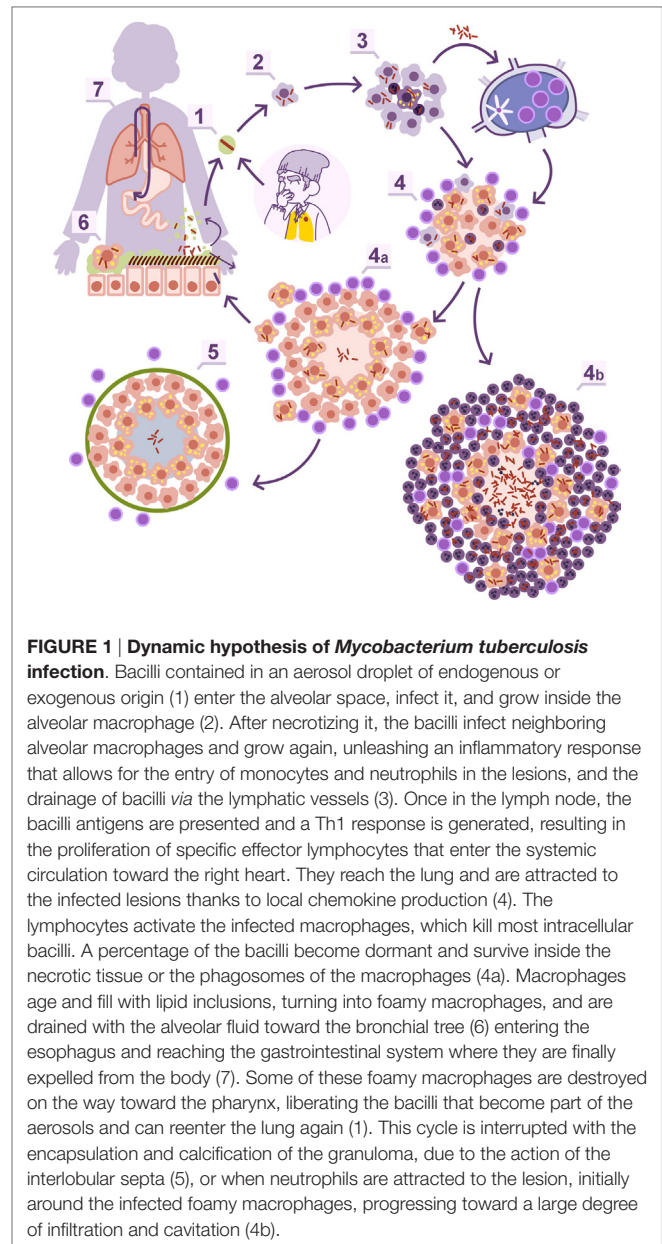 7
1
2
3
4
6
4a
5
4b
FIGURE 1 | Dynamic hypothesis of Mycobacterium tuberculosis
infection. Bacilli contained in an aerosol droplet of endogenous or
exogenous origin (1) enter the alveolar space, infect it, and grow inside the
alveolar macrophage (2). After necrotizing it, the bacilli infect neighboring
alveolar macrophages and grow again, unleashing an inflammatory response
that allows for the entry of monocytes and neutrophils in the lesions, and the
drainage of bacilli via the lymphatic vessels (3). Once in the lymph node, the
bacilli antigens are presented and a Th1 response is generated, resulting in
the proliferation of specific effector lymphocytes that enter the systemic
circulation toward the right heart. They reach the lung and are attracted to
the infected lesions thanks to local chemokine production (4). The
lymphocytes activate the infected macrophages, which kill most intracellular
bacilli. A percentage of the bacilli become dormant and survive inside the
necrotic tissue or the phagosomes of the macrophages (4a). Macrophages
age and fill with lipid inclusions, turning into foamy macrophages, and are
drained with the alveolar fluid toward the bronchial tree (6) entering the
esophagus and reaching the gastrointestinal system where they are finally
expelled from the body (7). Some of these foamy macrophages are destroyed
on the way toward the pharynx, liberating the bacilli that become part of the
aerosols and can reenter the lung again (1). This cycle is interrupted with the
encapsulation and calcification of the granuloma, due to the action of the
interlobular septa (5), or when neutrophils are attracted to the lesion, initially
around the infected foamy macrophages, progressing toward a large degree
of infiltration and cavitation (4b).